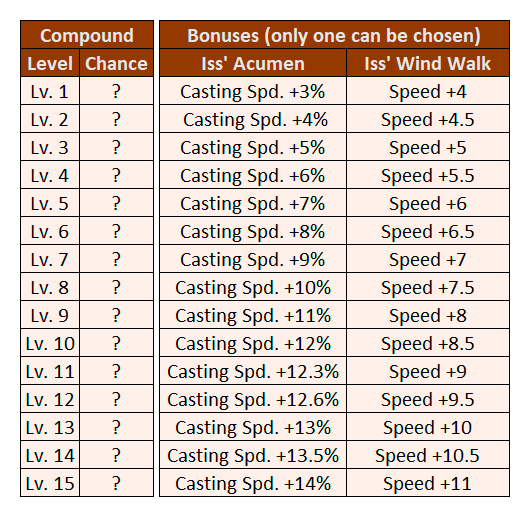 Compound Bonuses (only one can be chosen)
Level Chance Iss' Acumen Iss' Wind Walk
Lv. 1 ? Casting Spd. +3% Speed +4
Lv. 2 ? Casting Spd. +4% Speed +4.5
Lv. 3 ? Casting Spd. +5% Speed +5
Lv. 4 ? Casting Spd. +6% Speed +5.5
Lv. 5 ? Casting Spd. +7% Speed +6
Lv. 6 ? Casting Spd. +8% Speed +6.5
Lv. 7 ? Casting Spd. +9% Speed +7
Lv. 8 ? Casting Spd. +10% Speed +7.5
Lv. 9 ? Casting Spd. +11% Speed +8
Lv. 10 ? Casting Spd. +12% Speed +8.5
Lv. 11 ? Casting Spd. +12.3% Speed +9
Lv. 12 ? Casting Spd. +12.6% Speed +9.5
Lv. 13 ? Casting Spd. +13% Speed +10
Lv. 14 ? Casting Spd. +13.5% Speed +10.5
Lv. 15 ? Casting Spd. +14% Speed +11